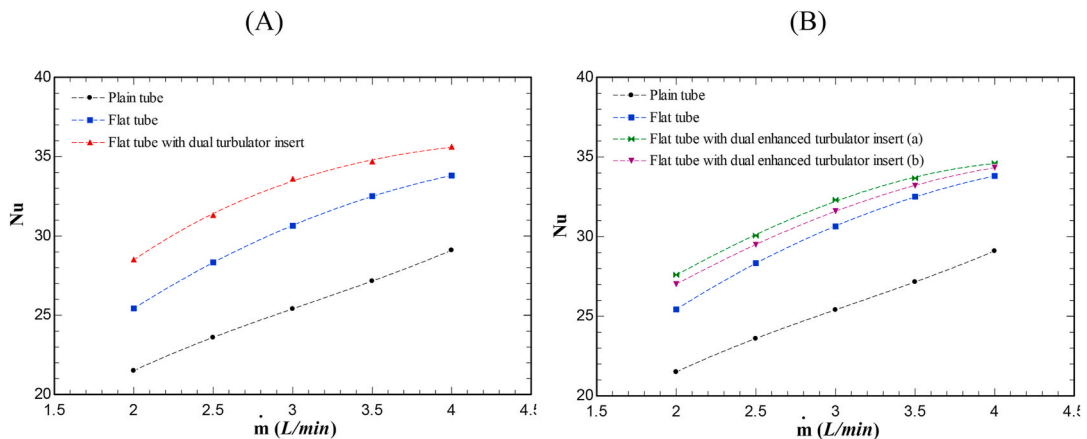 (A)
40
35
30
25
20
Nu
Plain tube
Flat tube
Flat tube with dual turbulator insert
1.5 2 2.5 3 3.5 4 4.5
ṁ (L/min)
(B)
40
35
30
25
20
Nu
Plain tube
Flat tube
Flat tube with dual enhanced turbulator insert (a)
Flat tube with dual enhanced turbulator insert (b)
1.5 2 2.5 3 3.5 4 4.5
ṁ (L/min)